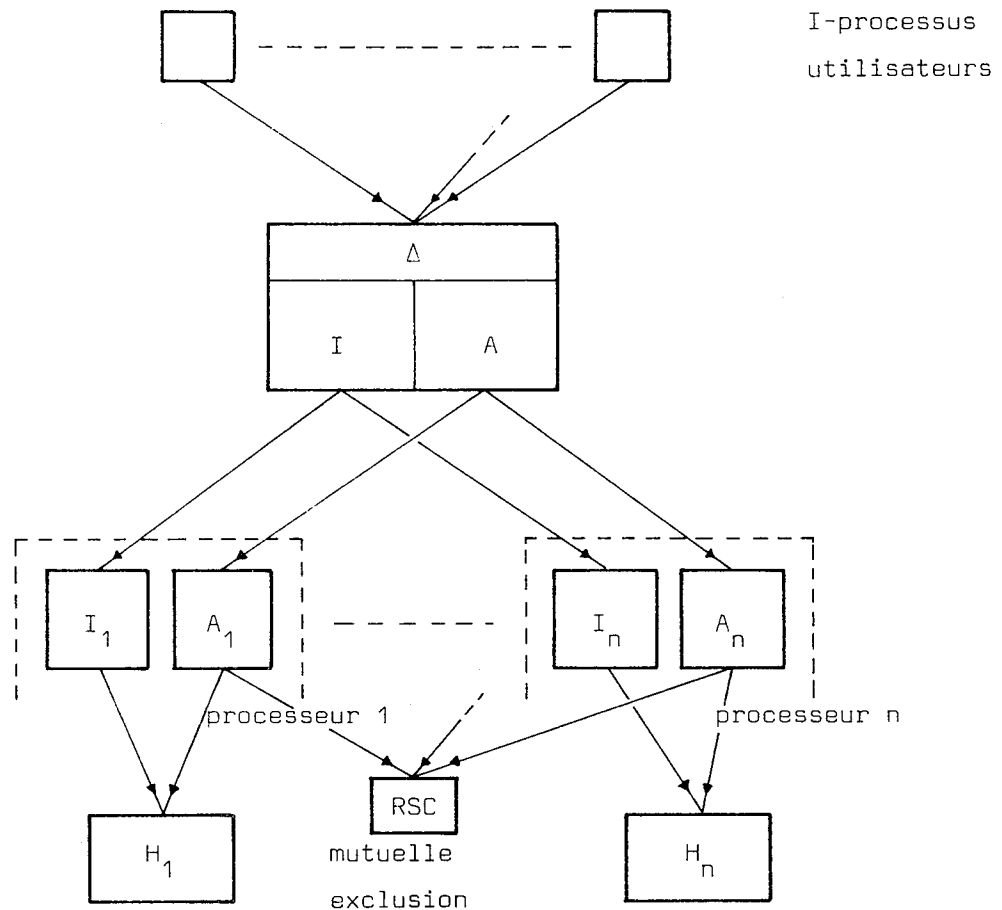 I-processus
utilisateurs
Δ
I A
I1 A1 In An
processeur 1 processeur n
RSC
H1 mutuelle Hn
exclusion